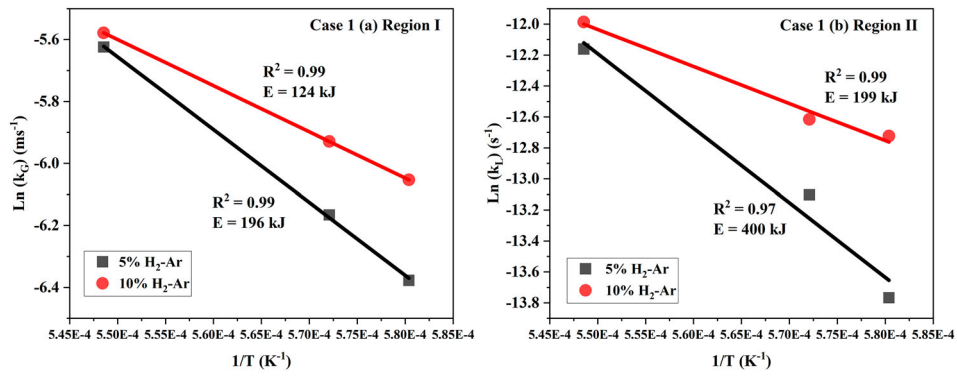 Case 1 (a) Region I
-5.6
-5.8
-6.0
-6.2
-6.4
Ln (k_G) (ms⁻¹)
R² = 0.99
E = 124 kJ
R² = 0.99
E = 196 kJ
5% H₂-Ar
10% H₂-Ar
5.45E-4 5.50E-4 5.55E-4 5.60E-4 5.65E-4 5.70E-4 5.75E-4 5.80E-4 5.85E-4
1/T (K⁻¹)
Case 1 (b) Region II
-12.0
-12.2
-12.4
-12.6
-12.8
-13.0
-13.2
-13.4
-13.6
-13.8
Ln (k_L) (s⁻¹)
R² = 0.99
E = 199 kJ
R² = 0.97
E = 400 kJ
5% H₂-Ar
10% H₂-Ar
5.45E-4 5.50E-4 5.55E-4 5.60E-4 5.65E-4 5.70E-4 5.75E-4 5.80E-4 5.85E-4
1/T (K⁻¹)